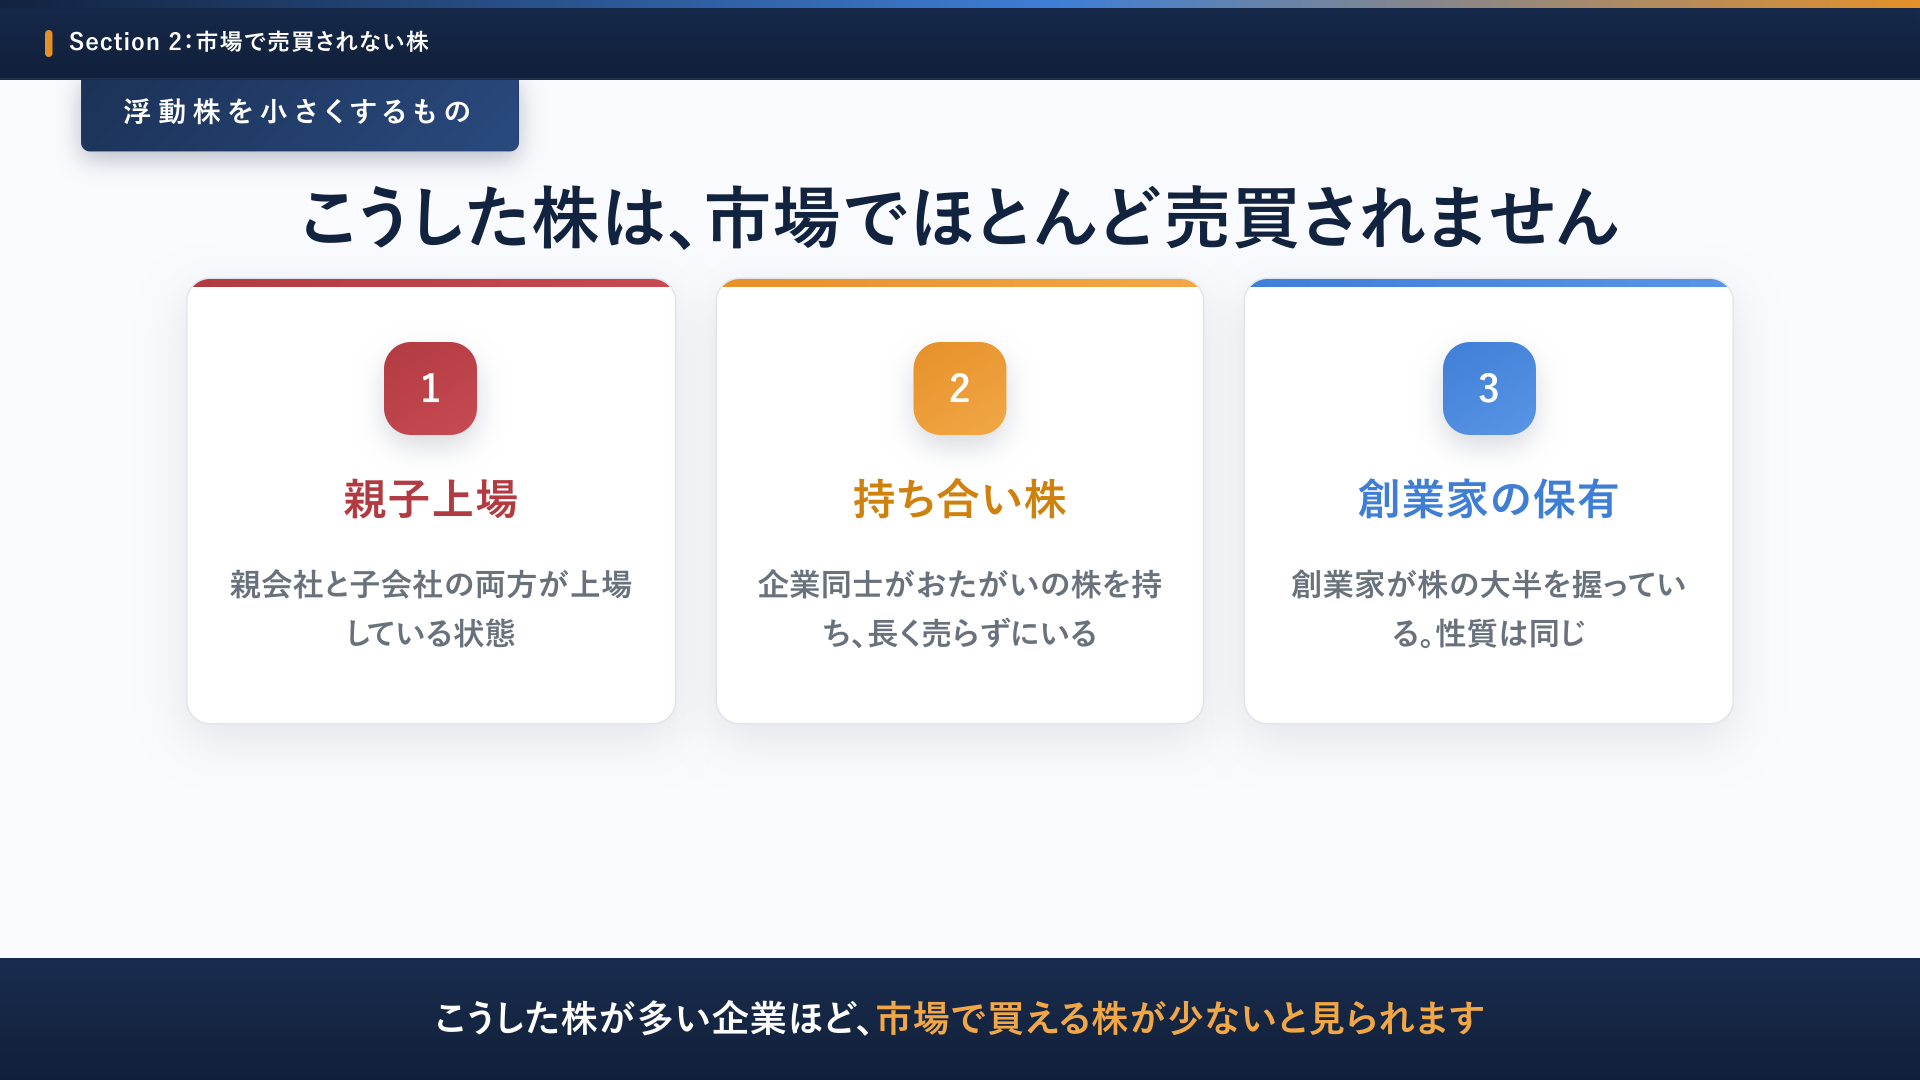 Section 2：市場で売買されない株
浮動株を小さくするもの
こうした株は、市場でほとんど売買されません
1
親子上場
親会社と子会社の両方が上場
している状態
2
持ち合い株
企業同士がおたがいの株を持
ち、長く売らずにいる
3
創業家の保有
創業家が株の大半を握ってい
る。性質は同じ
こうした株が多い企業ほど、市場で買える株が少ないと見られます